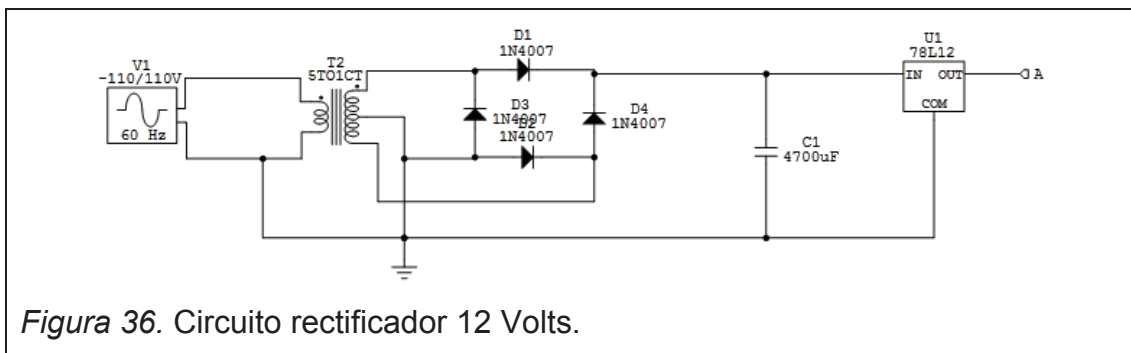 V1
-110/110V
60 Hz
T2
5TO1CT
D1
1N4007
D3
1N4007
D2
1N4007
D4
1N4007
C1
4700uF
U1
78L12
IN OUT
COM
A
Figura 36. Circuito rectificador 12 Volts.